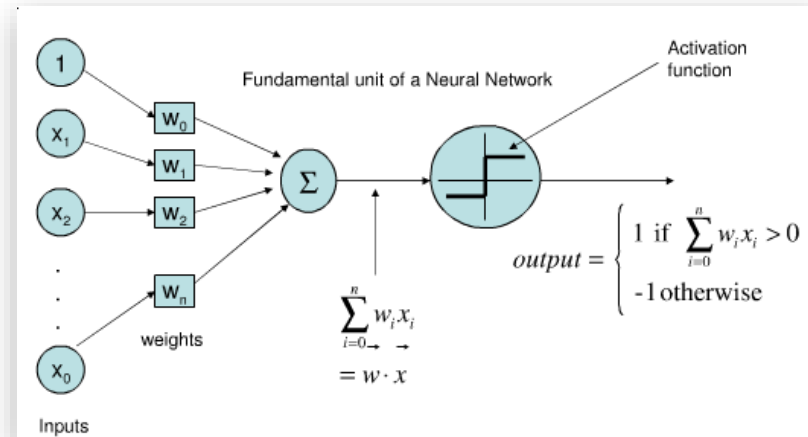 Activation
function
Fundamental unit of a Neural Network
1
x₁
x₂
.
.
.
x₀
Inputs
w₀
w₁
w₂
wₙ
weights
Σ
n
∑ wᵢxᵢ
i=0
= w⃗ · x⃗
output = { 1 if ∑ⁿᵢ₌₀ wᵢxᵢ > 0
-1 otherwise